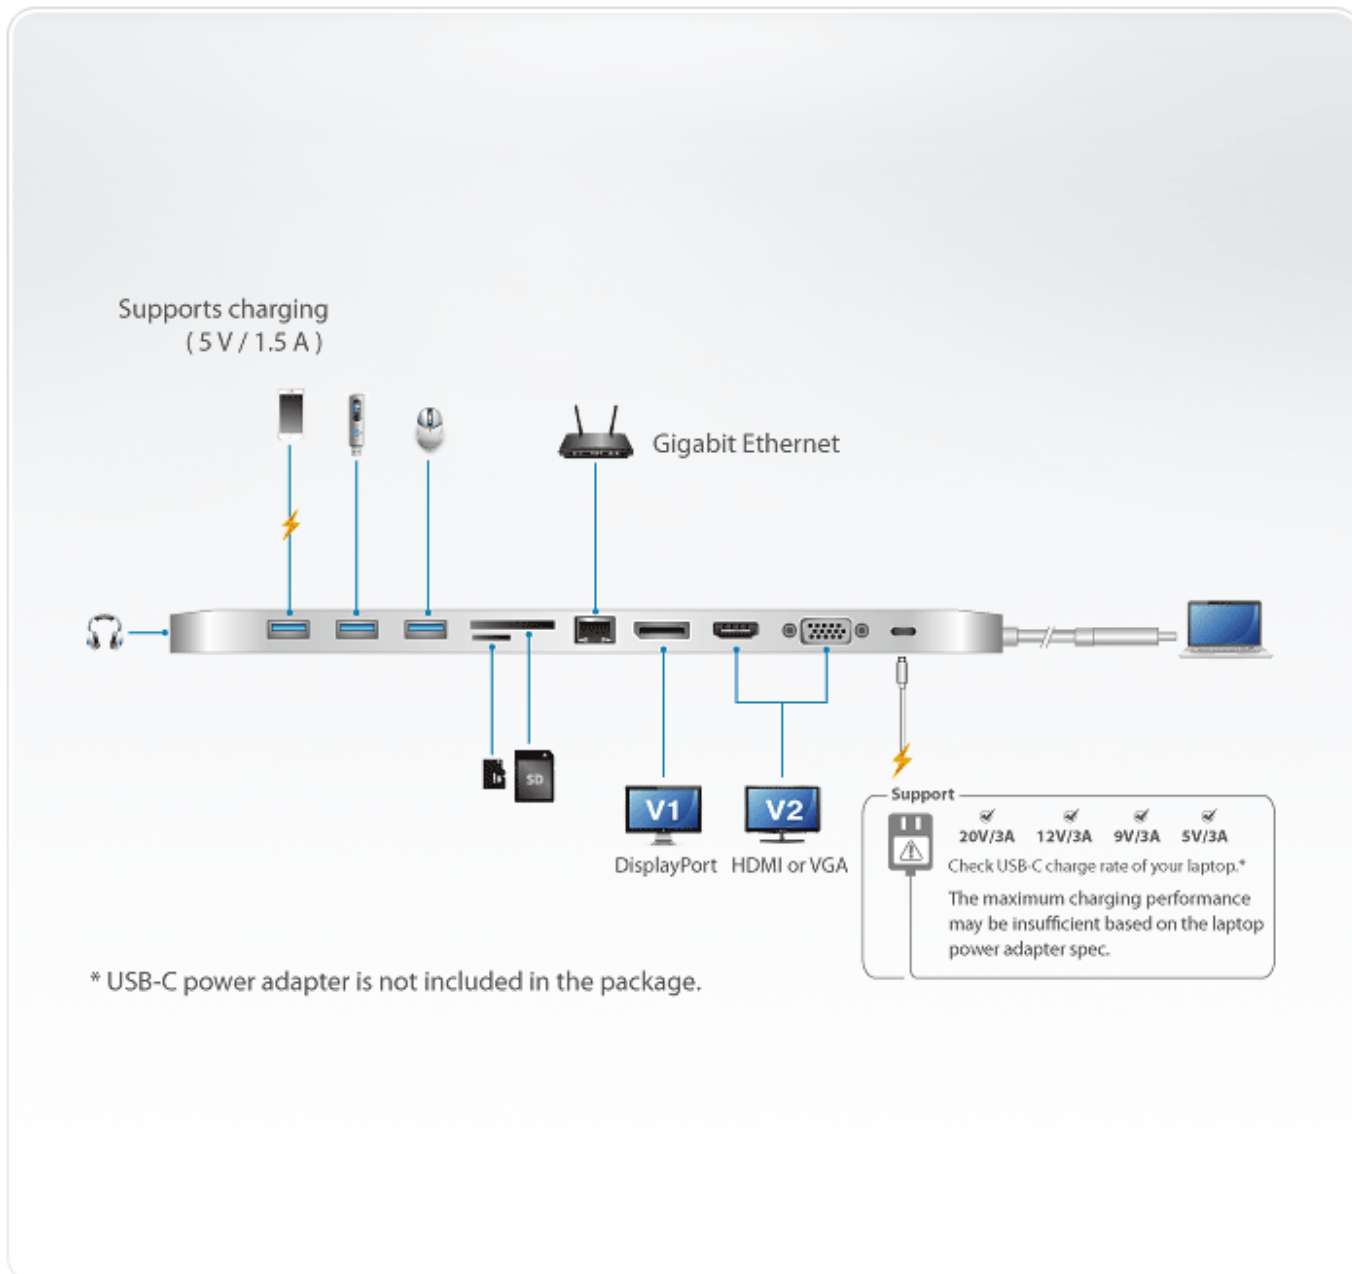 Supports charging
( 5 V / 1.5 A )
Gigabit Ethernet
SD
V1
V2
DisplayPort
HDMI or VGA
Support
20V/3A 12V/3A 9V/3A 5V/3A
Check USB-C charge rate of your laptop.*
The maximum charging performance
may be insufficient based on the laptop
power adapter spec.
* USB-C power adapter is not included in the package.